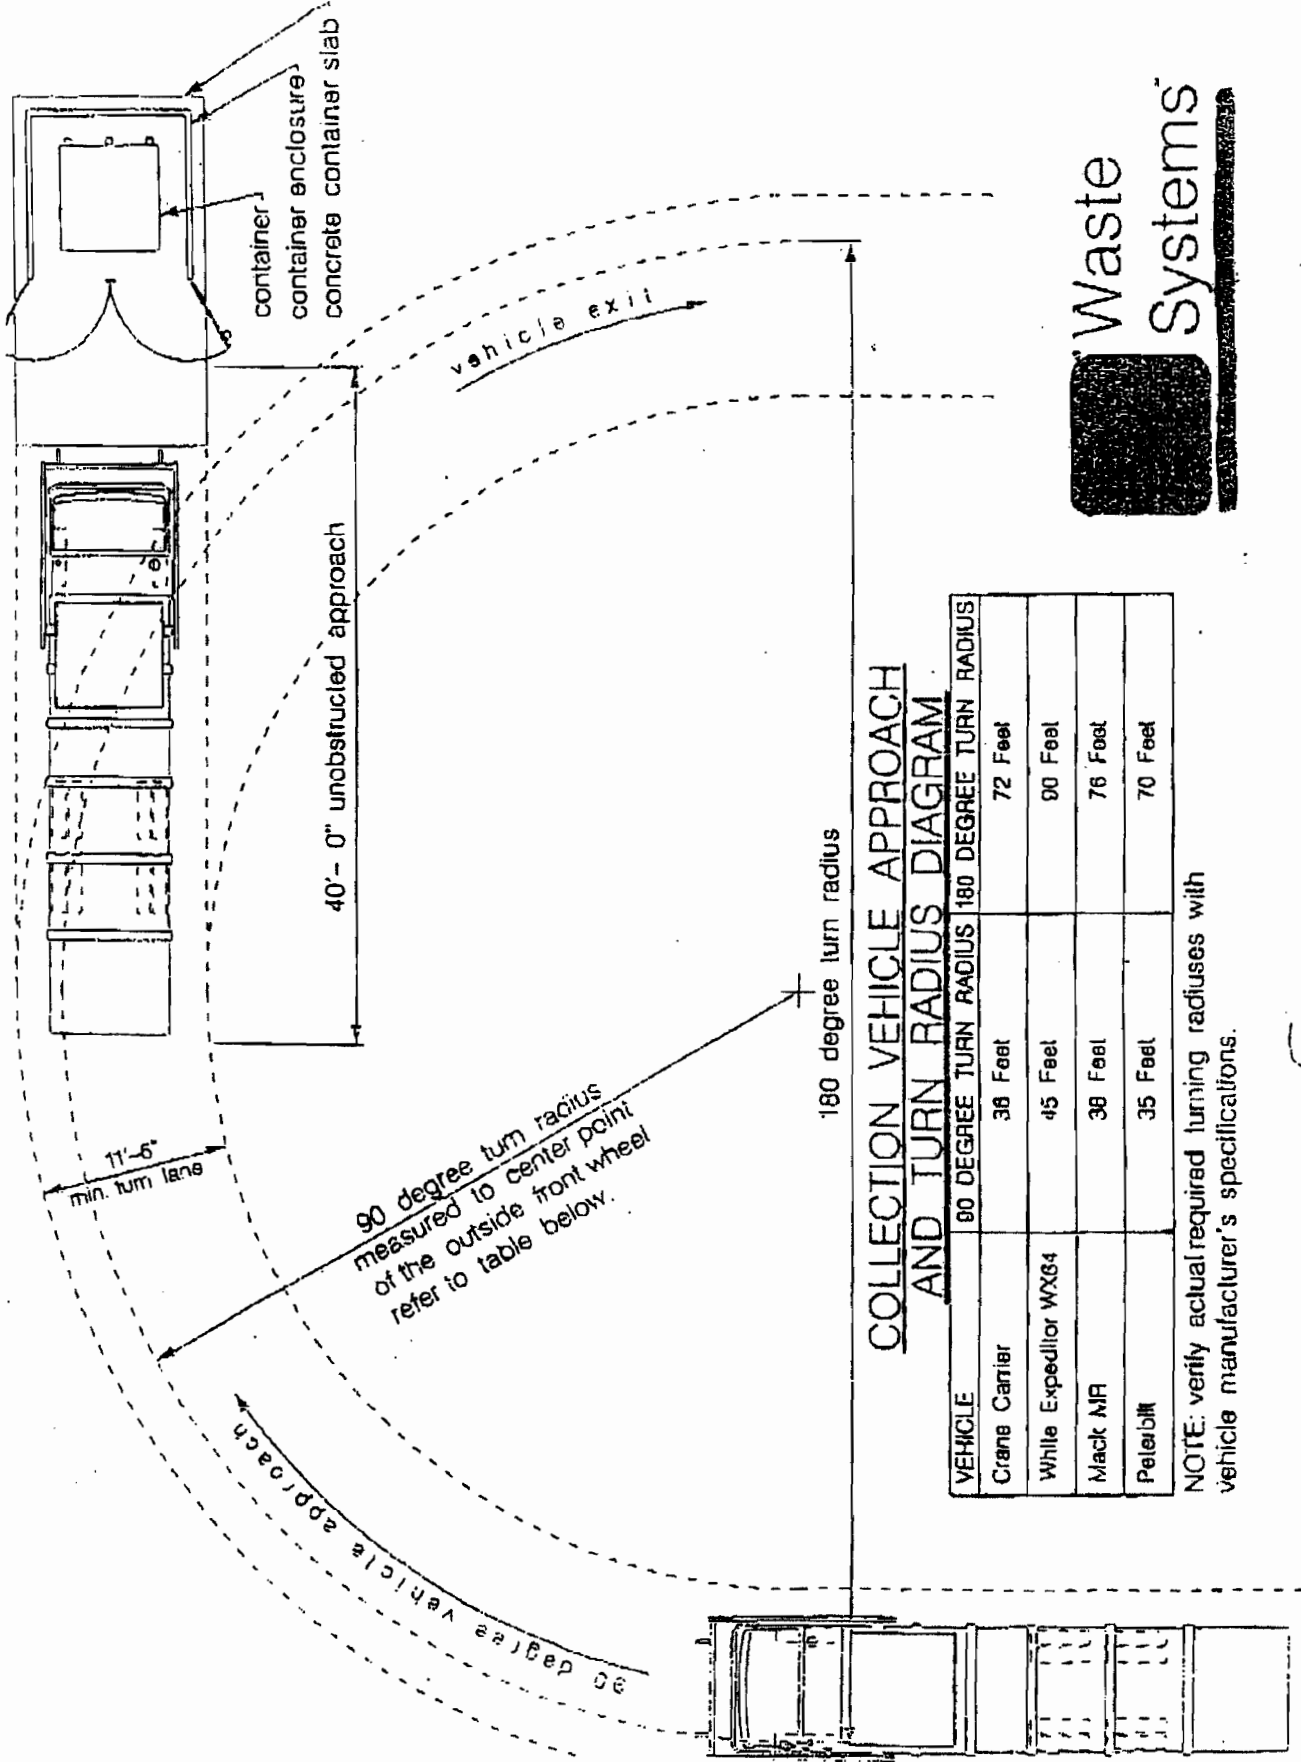 container
container enclosure
concrete container slab
vehicle exit
40'- 0" unobstructed approach
11'-6"
min. turn lane
90 degree turn radius
measured to center point
of the outside front wheel
refer to table below.
90 degree vehicle approach
180 degree turn radius
COLLECTION VEHICLE APPROACH
AND TURN RADIUS DIAGRAM
VEHICLE 90 DEGREE TURN RADIUS 180 DEGREE TURN RADIUS
Crane Carrier 36 Feet 72 Feet
White Expeditor WX64 45 Feet 90 Feet
Mack MR 38 Feet 76 Feet
Peterbilt 35 Feet 70 Feet
NOTE: verify actual required turning radiuses with
vehicle manufacturer's specifications.
Waste
Systems